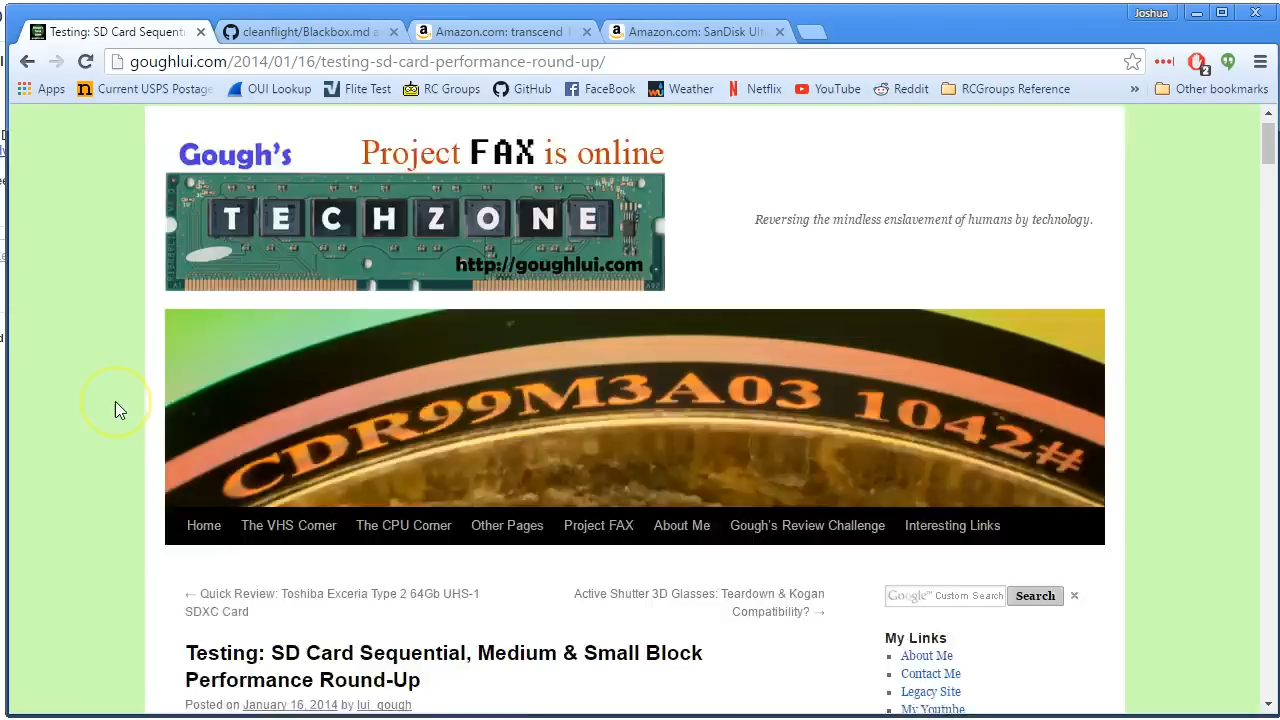 Joshua
Testing: SD Card Sequenti
cleanflight/Blackbox.md a
Amazon.com: transcend
Amazon.com: SanDisk Ult
goughlui.com/2014/01/16/testing-sd-card-performance-round-up/
2
Apps
Current USPS Postage
OUI Lookup
Flite Test
RC Groups
GitHub
FaceBook
Weather
Netflix
YouTube
Reddit
RCGroups Reference
»
Other bookmarks
Gough's
Project FAX is online
TECHZONE
http://goughlui.com
Reversing the mindless enslavement of humans by technology.
CDR99M3A03 1042#
Home
The VHS Corner
The CPU Corner
Other Pages
Project FAX
About Me
Gough's Review Challenge
Interesting Links
← Quick Review: Toshiba Exceria Type 2 64Gb UHS-1
SDXC Card
Active Shutter 3D Glasses: Teardown & Kogan
Compatibility? →
Google™ Custom Search
Search
Testing: SD Card Sequential, Medium & Small Block
Performance Round-Up
Posted on January 16, 2014 by lui_gough
My Links
About Me
Contact Me
Legacy Site
My Youtube